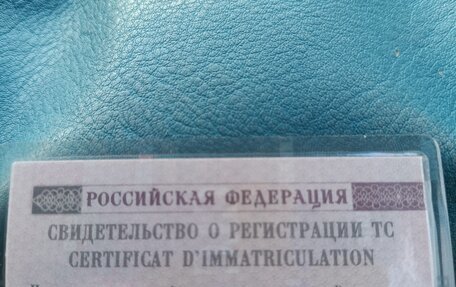 РОССИЙСКАЯ ФЕДЕРАЦИЯ
СВИДЕТЕЛЬСТВО О РЕГИСТРАЦИИ ТС
CERTIFICAT D'IMMATRICULATION